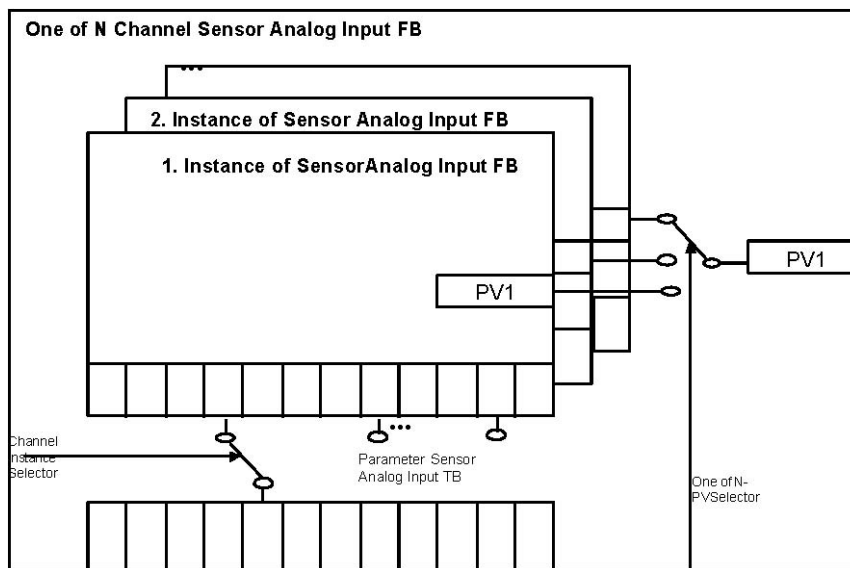 One of N Channel Sensor Analog Input FB
...
2. Instance of Sensor Analog Input FB
1. Instance of SensorAnalog Input FB
PV1
PV1
...
Channel
Instance
Selector
Parameter Sensor
Analog Input TB
One of N-
PVSelector